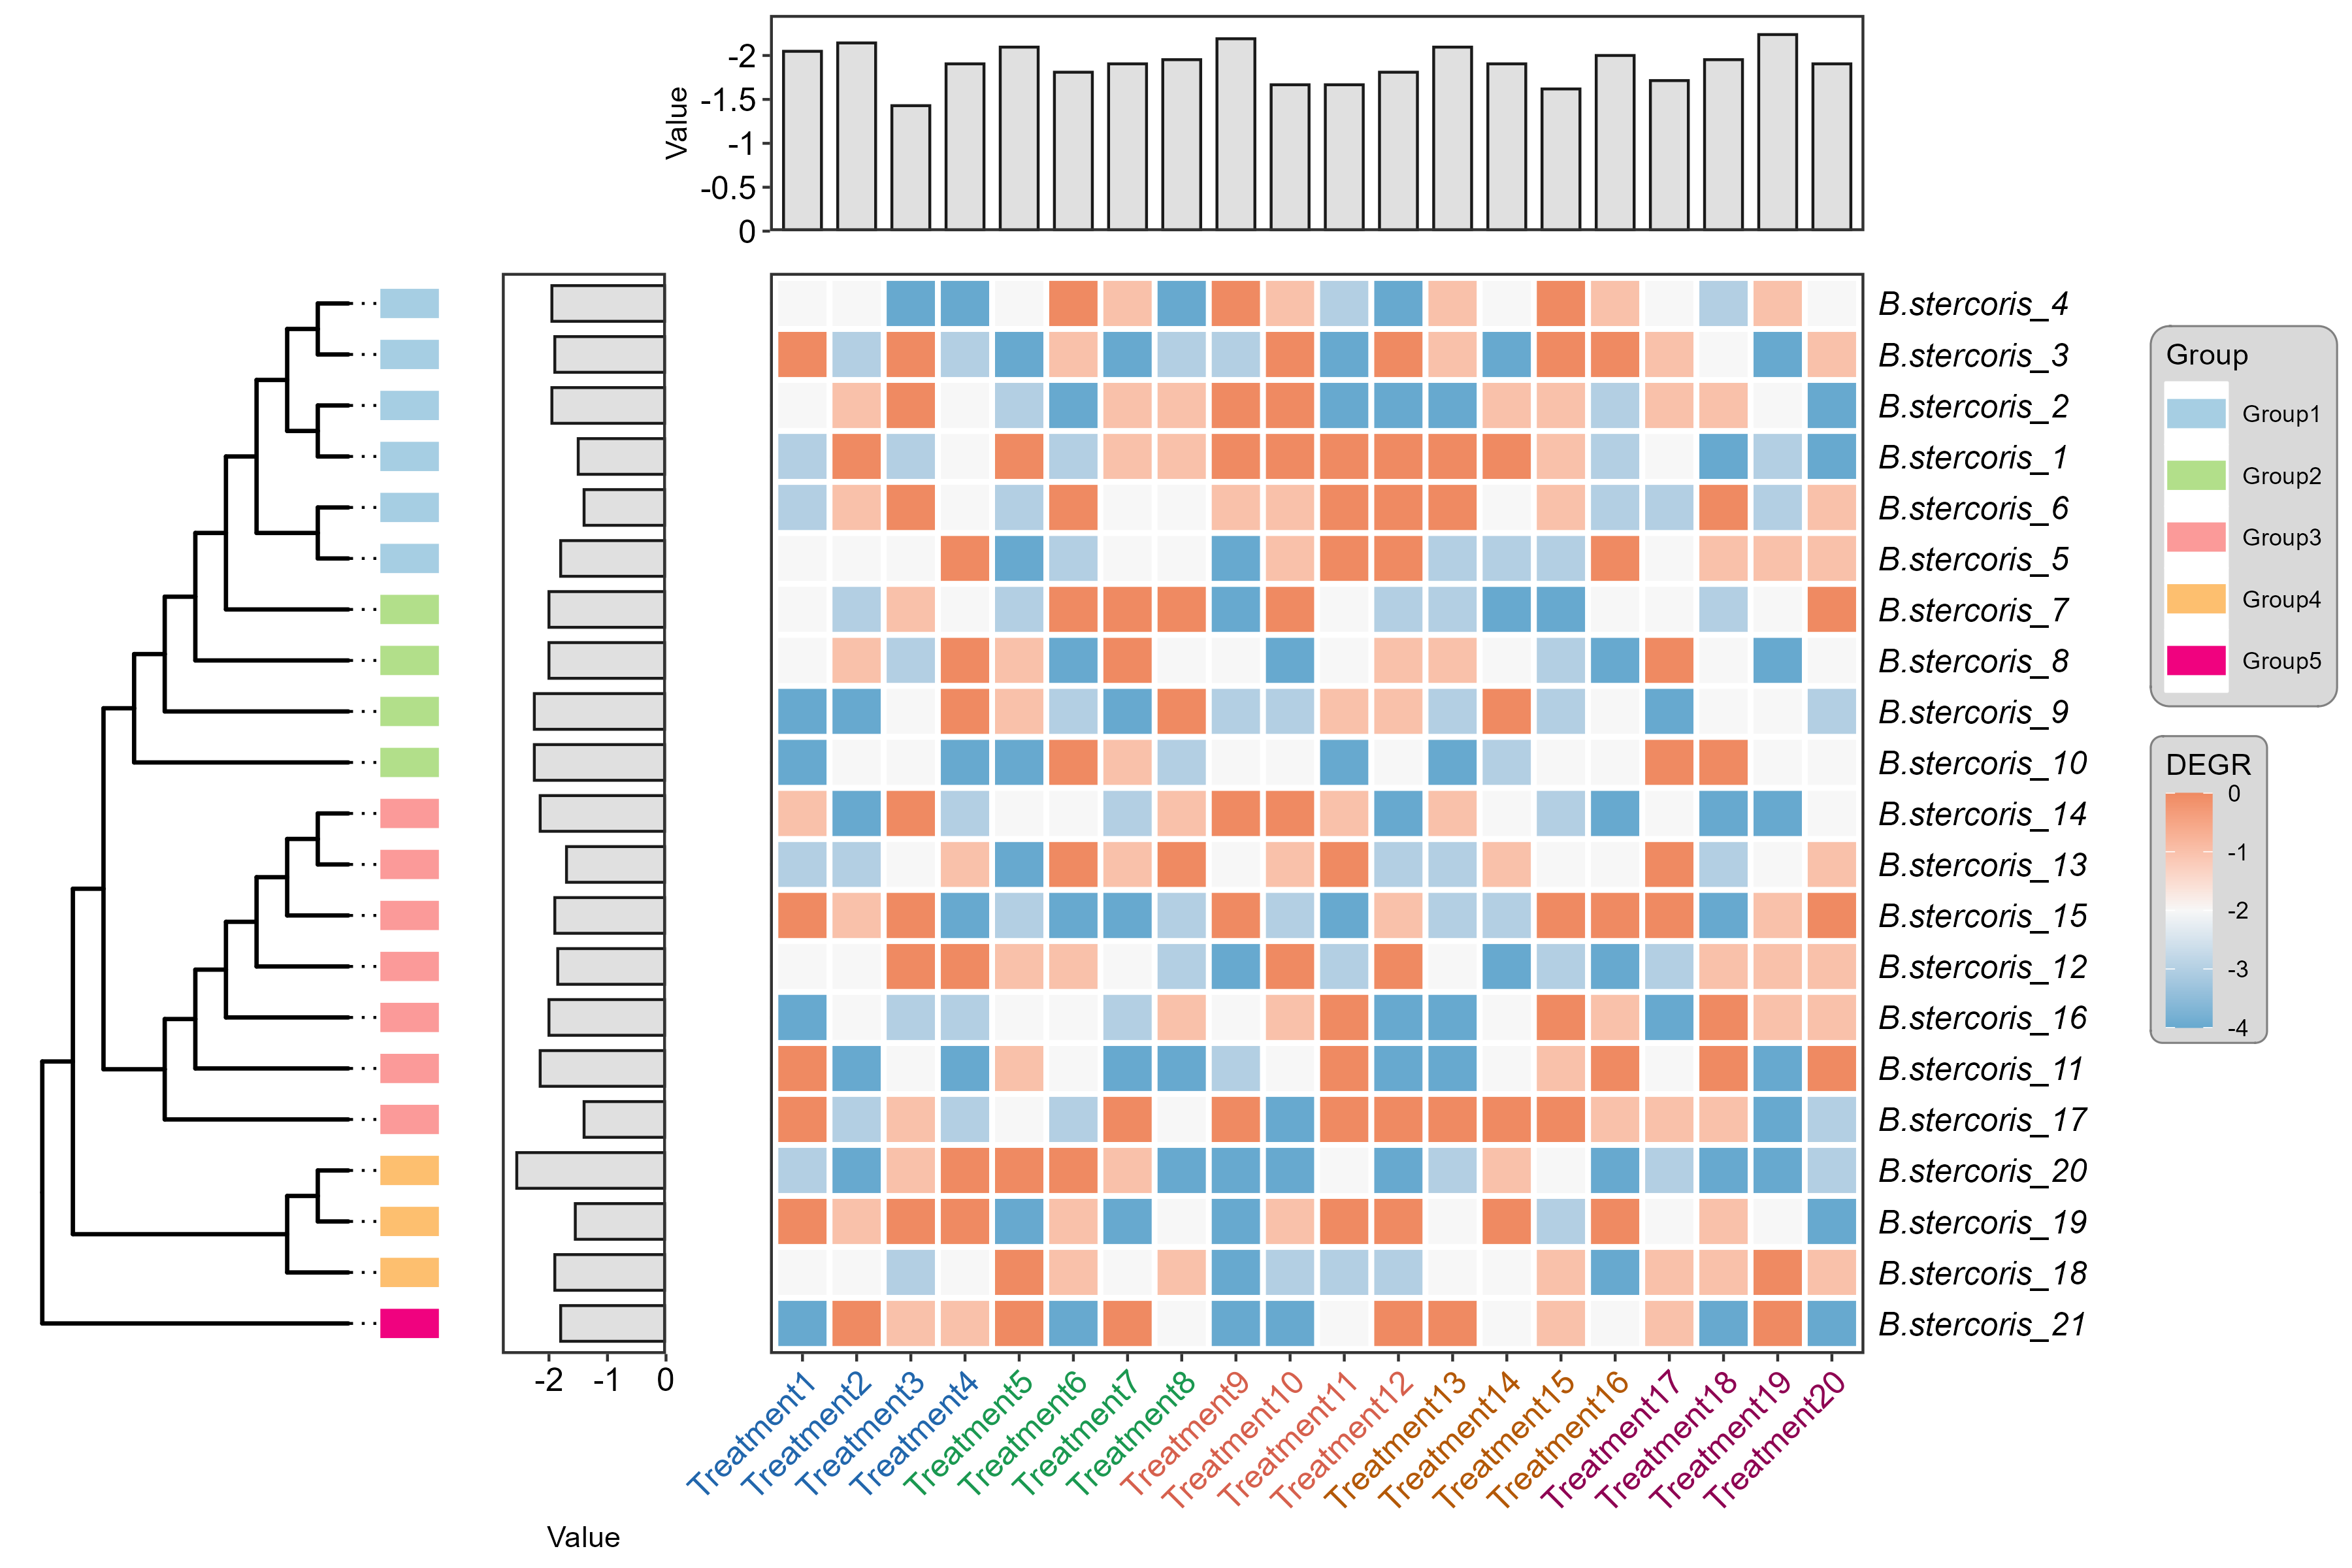 Value
-2
-1.5
-1
-0.5
0
B.stercoris_4
B.stercoris_3
B.stercoris_2
B.stercoris_1
B.stercoris_6
B.stercoris_5
B.stercoris_7
B.stercoris_8
B.stercoris_9
B.stercoris_10
B.stercoris_14
B.stercoris_13
B.stercoris_15
B.stercoris_12
B.stercoris_16
B.stercoris_11
B.stercoris_17
B.stercoris_20
B.stercoris_19
B.stercoris_18
B.stercoris_21
Group
Group1
Group2
Group3
Group4
Group5
DEGR
0
-1
-2
-3
-4
-2 -1 0
Value
Treatment1
Treatment2
Treatment3
Treatment4
Treatment5
Treatment6
Treatment7
Treatment8
Treatment9
Treatment10
Treatment11
Treatment12
Treatment13
Treatment14
Treatment15
Treatment16
Treatment17
Treatment18
Treatment19
Treatment20